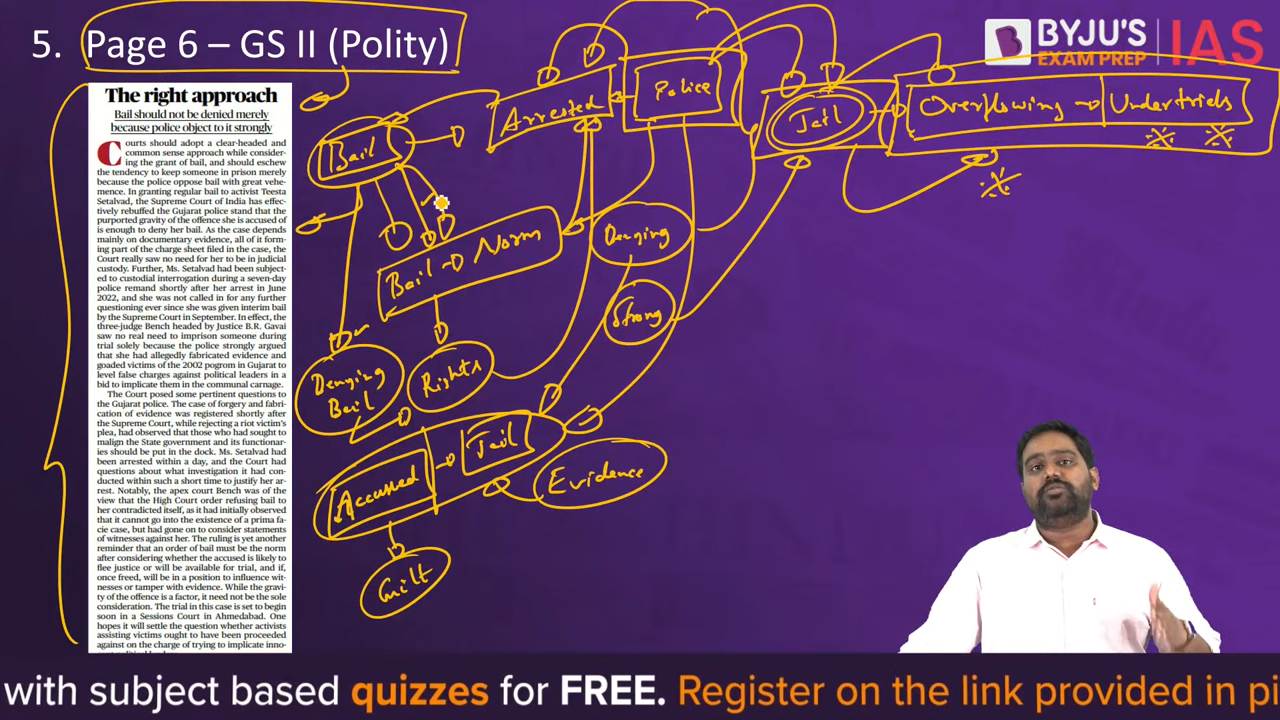 5. Page 6 – GS II (Polity)
BYJU'S
EXAM PREP
IAS
The right approach
Bail should not be denied merely
because police object to it strongly
Courts should adopt a clear-headed and
common sense approach while consider-
ing the grant of bail, and should eschew
the tendency to keep someone in prison merely
because the police oppose bail with great vehe-
mence. In granting regular bail to activist Teesta
Setalvad, the Supreme Court of India has effec-
tively rebuffed the Gujarat police stand that the
purported gravity of the offence she is accused of
is enough to deny her bail. As the case depends
mainly on documentary evidence, all of it form-
ing part of the charge sheet filed in the case, the
Court really saw no need for her to be in judicial
custody. Further, Ms. Setalvad had been subject-
ed to custodial interrogation during a seven-day
police remand shortly after her arrest in June
2022, and she was not called in for any further
questioning ever since she was given interim bail
by the Supreme Court in September. In effect, the
three-judge Bench headed by Justice B.R. Gavai
saw no real need to imprison someone during
trial solely because the police strongly argued
that she had allegedly fabricated evidence and
goaded victims of the 2002 pogrom in Gujarat to
level false charges against political leaders in a
bid to implicate them in the communal carnage.
The Court posed some pertinent questions to
the Gujarat police. The case of forgery and fabri-
cation of evidence was registered shortly after
the Supreme Court, while rejecting a riot victim's
plea, had observed that those who had sought to
malign the State government and its functionar-
ies should be put in the dock. Ms. Setalvad had
been arrested within a day, and the Court had
questions about what investigation it had con-
ducted within such a short time to justify her ar-
rest. Notably, the apex court Bench was of the
view that the High Court order refusing bail to
her contradicted itself, as it had initially observed
that it cannot go into the existence of a prima fa-
cie case, but had gone on to consider statements
of witnesses against her. The ruling is yet another
reminder that an order of bail must be the norm
after considering whether the accused is likely to
flee justice or will be available for trial, and if,
once freed, will be in a position to influence wit-
nesses or tamper with evidence. While the gravi-
ty of the offence is a factor, it need not be the sole
consideration. The trial in this case is set to begin
soon in a Sessions Court in Ahmedabad. One
hopes it will settle the question whether activists
assisting victims ought to have been proceeded
against on the charge of trying to implicate inno-
Bail
Arrested
Police
Jail
Overflowing → Undertrials
Bail → Norm
Denying
Strong
Denying
Bail
Rights
Accused → Jail
Evidence
Guilt
with subject based quizzes for FREE. Register on the link provided in pi